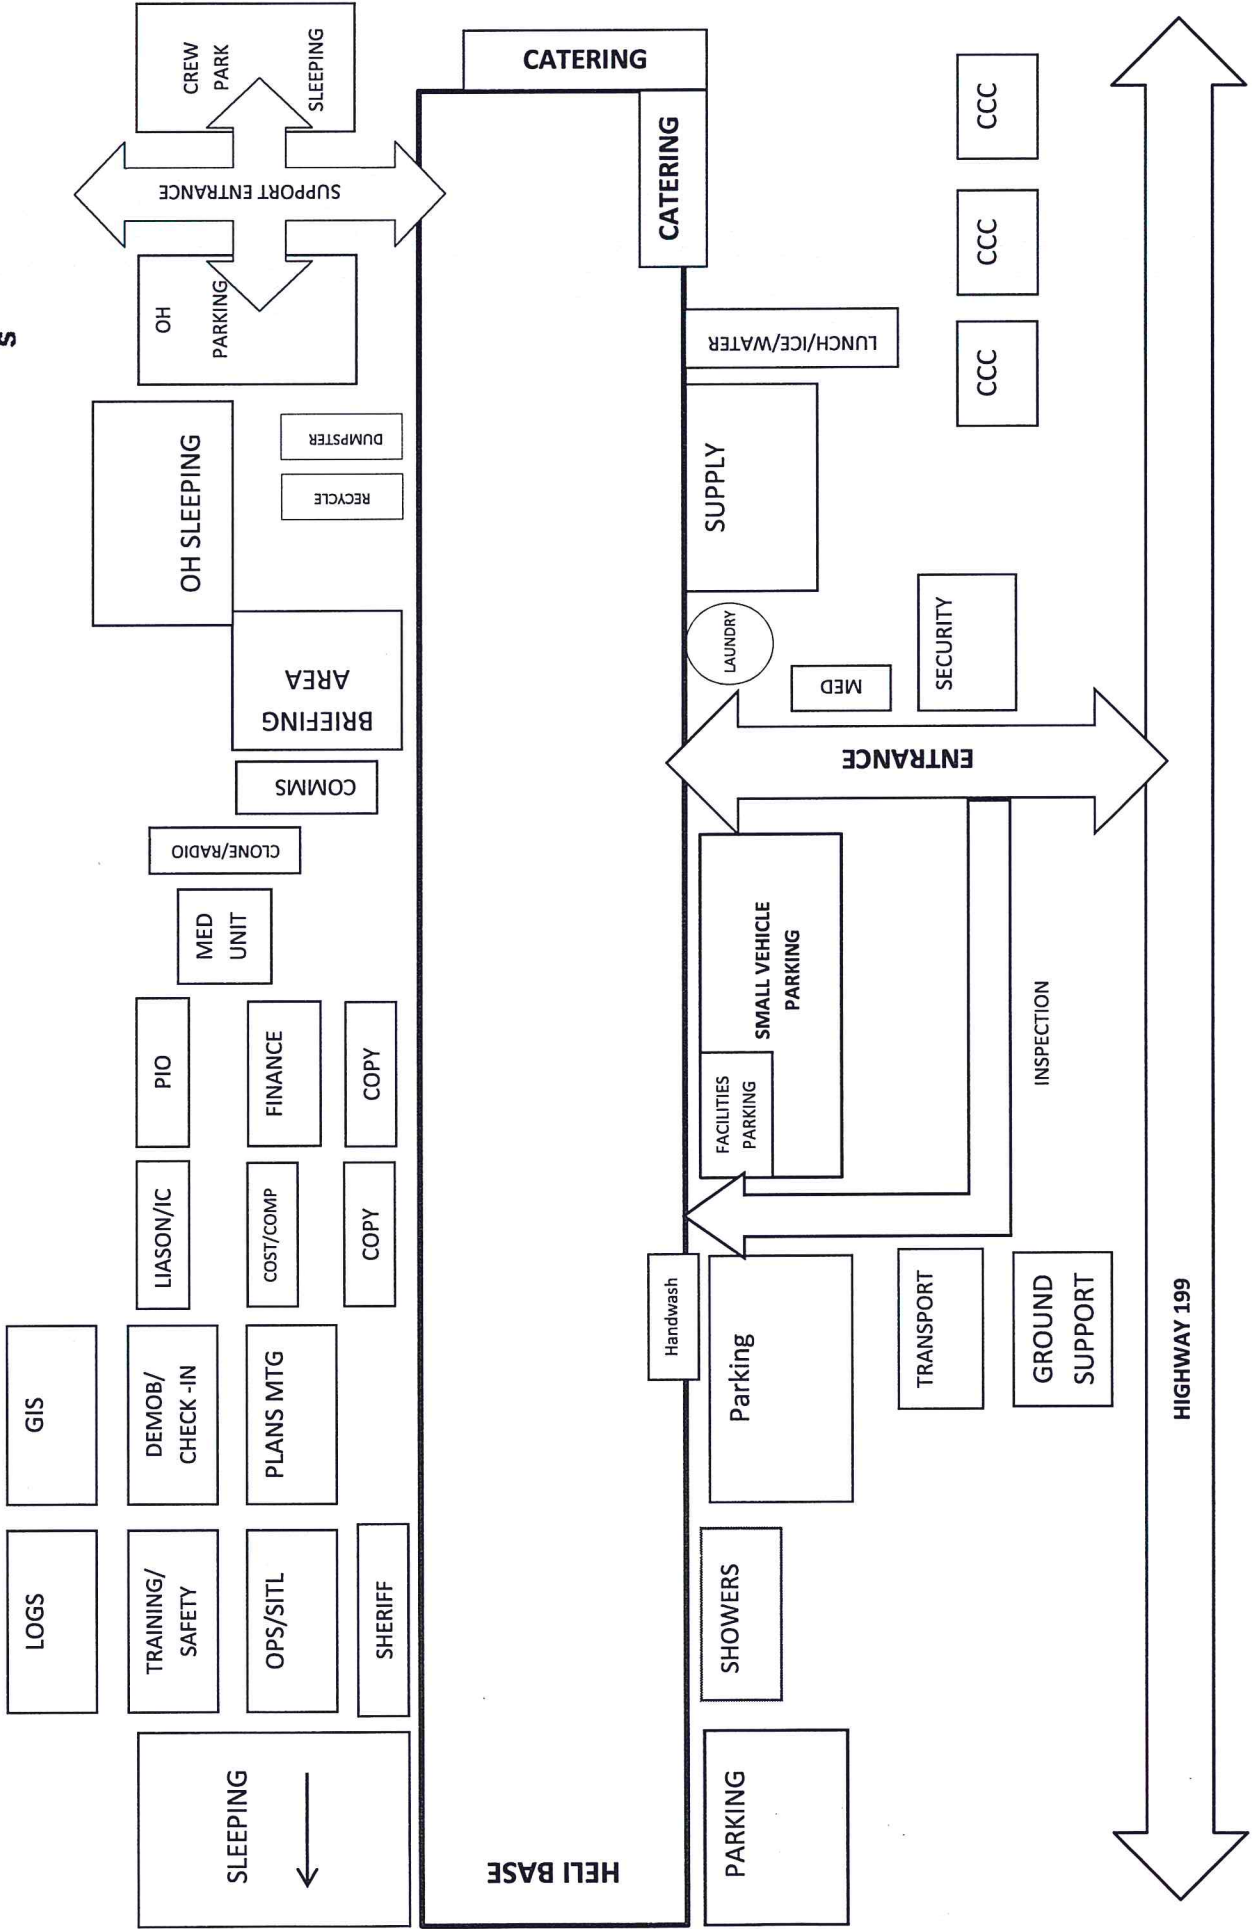 s
LOGS
GIS
TRAINING/
SAFETY
DEMOB/
CHECK -IN
LIASON/IC
PIO
MED
UNIT
CLONE/RADIO
OH SLEEPING
OH
PARKING
SUPPORT ENTRANCE
CREW
PARK
SLEEPING
SLEEPING
OPS/SITL
PLANS MTG
COST/COMP
FINANCE
COMMS
BRIEFING
AREA
RECYCLE
DUMPSTER
SHERIFF
COPY
COPY
HELI BASE
CATERING
CATERING
Handwash
PARKING
SHOWERS
Parking
FACILITIES
PARKING
SMALL VEHICLE
PARKING
LAUNDRY
SUPPLY
LUNCH/ICE/WATER
MED
ENTRANCE
TRANSPORT
SECURITY
CCC
CCC
CCC
GROUND
SUPPORT
INSPECTION
HIGHWAY 199